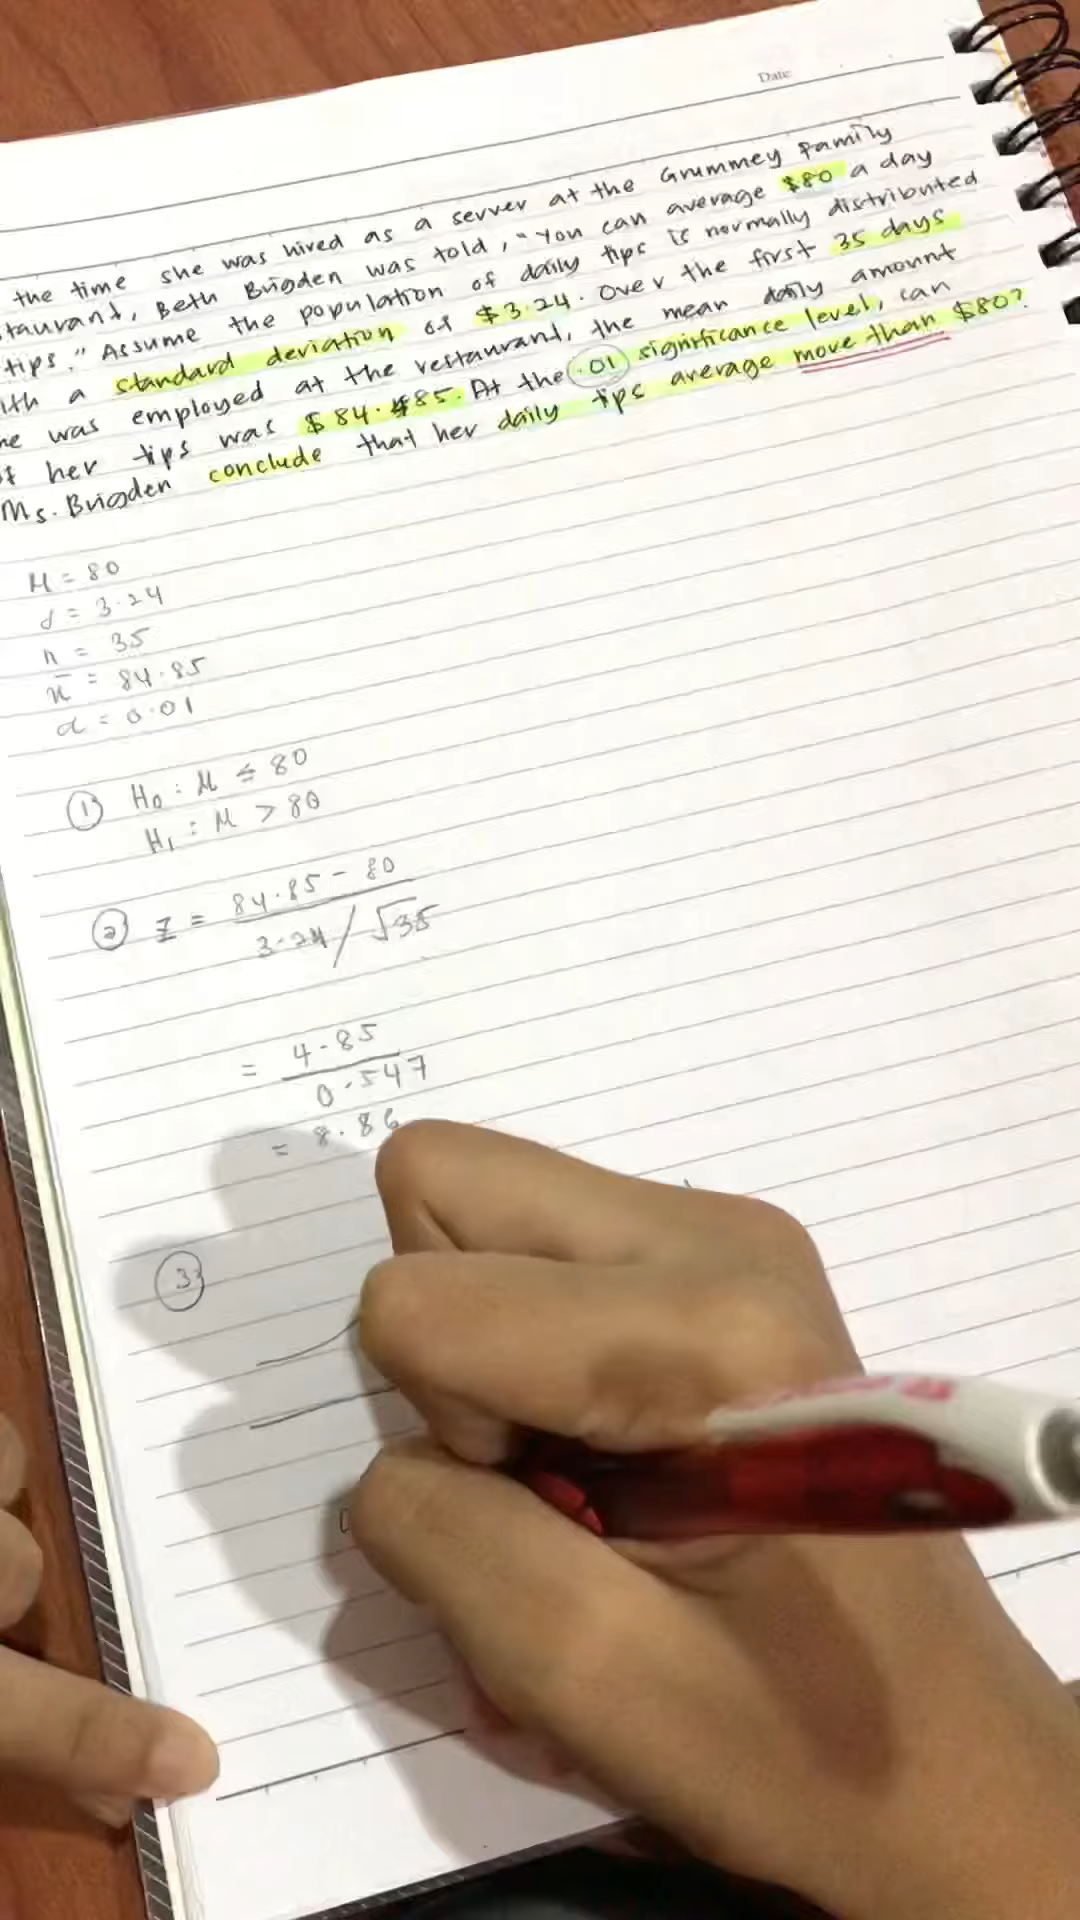 Date
the time she was hired as a server at the Grummey Family
taurant, Beth Brigden was told, "You can average $80 a day
tips." Assume the population of daily tips is normally distributed
ith a standard deviation of $3.24. Over the first 35 days
he was employed at the restaurant, the mean daily amount
f her tips was $84.85. At the .01 significance level, can
Ms. Brigden conclude that her daily tips average more than $80?
μ = 80
σ = 3.24
n = 35
x̄ = 84.85
α = 0.01
① H₀ : μ ≤ 80
H₁ : μ > 80
② Z = 84.85 - 80 / 3.24/√35
= 4.85 / 0.547
= 8.86
③